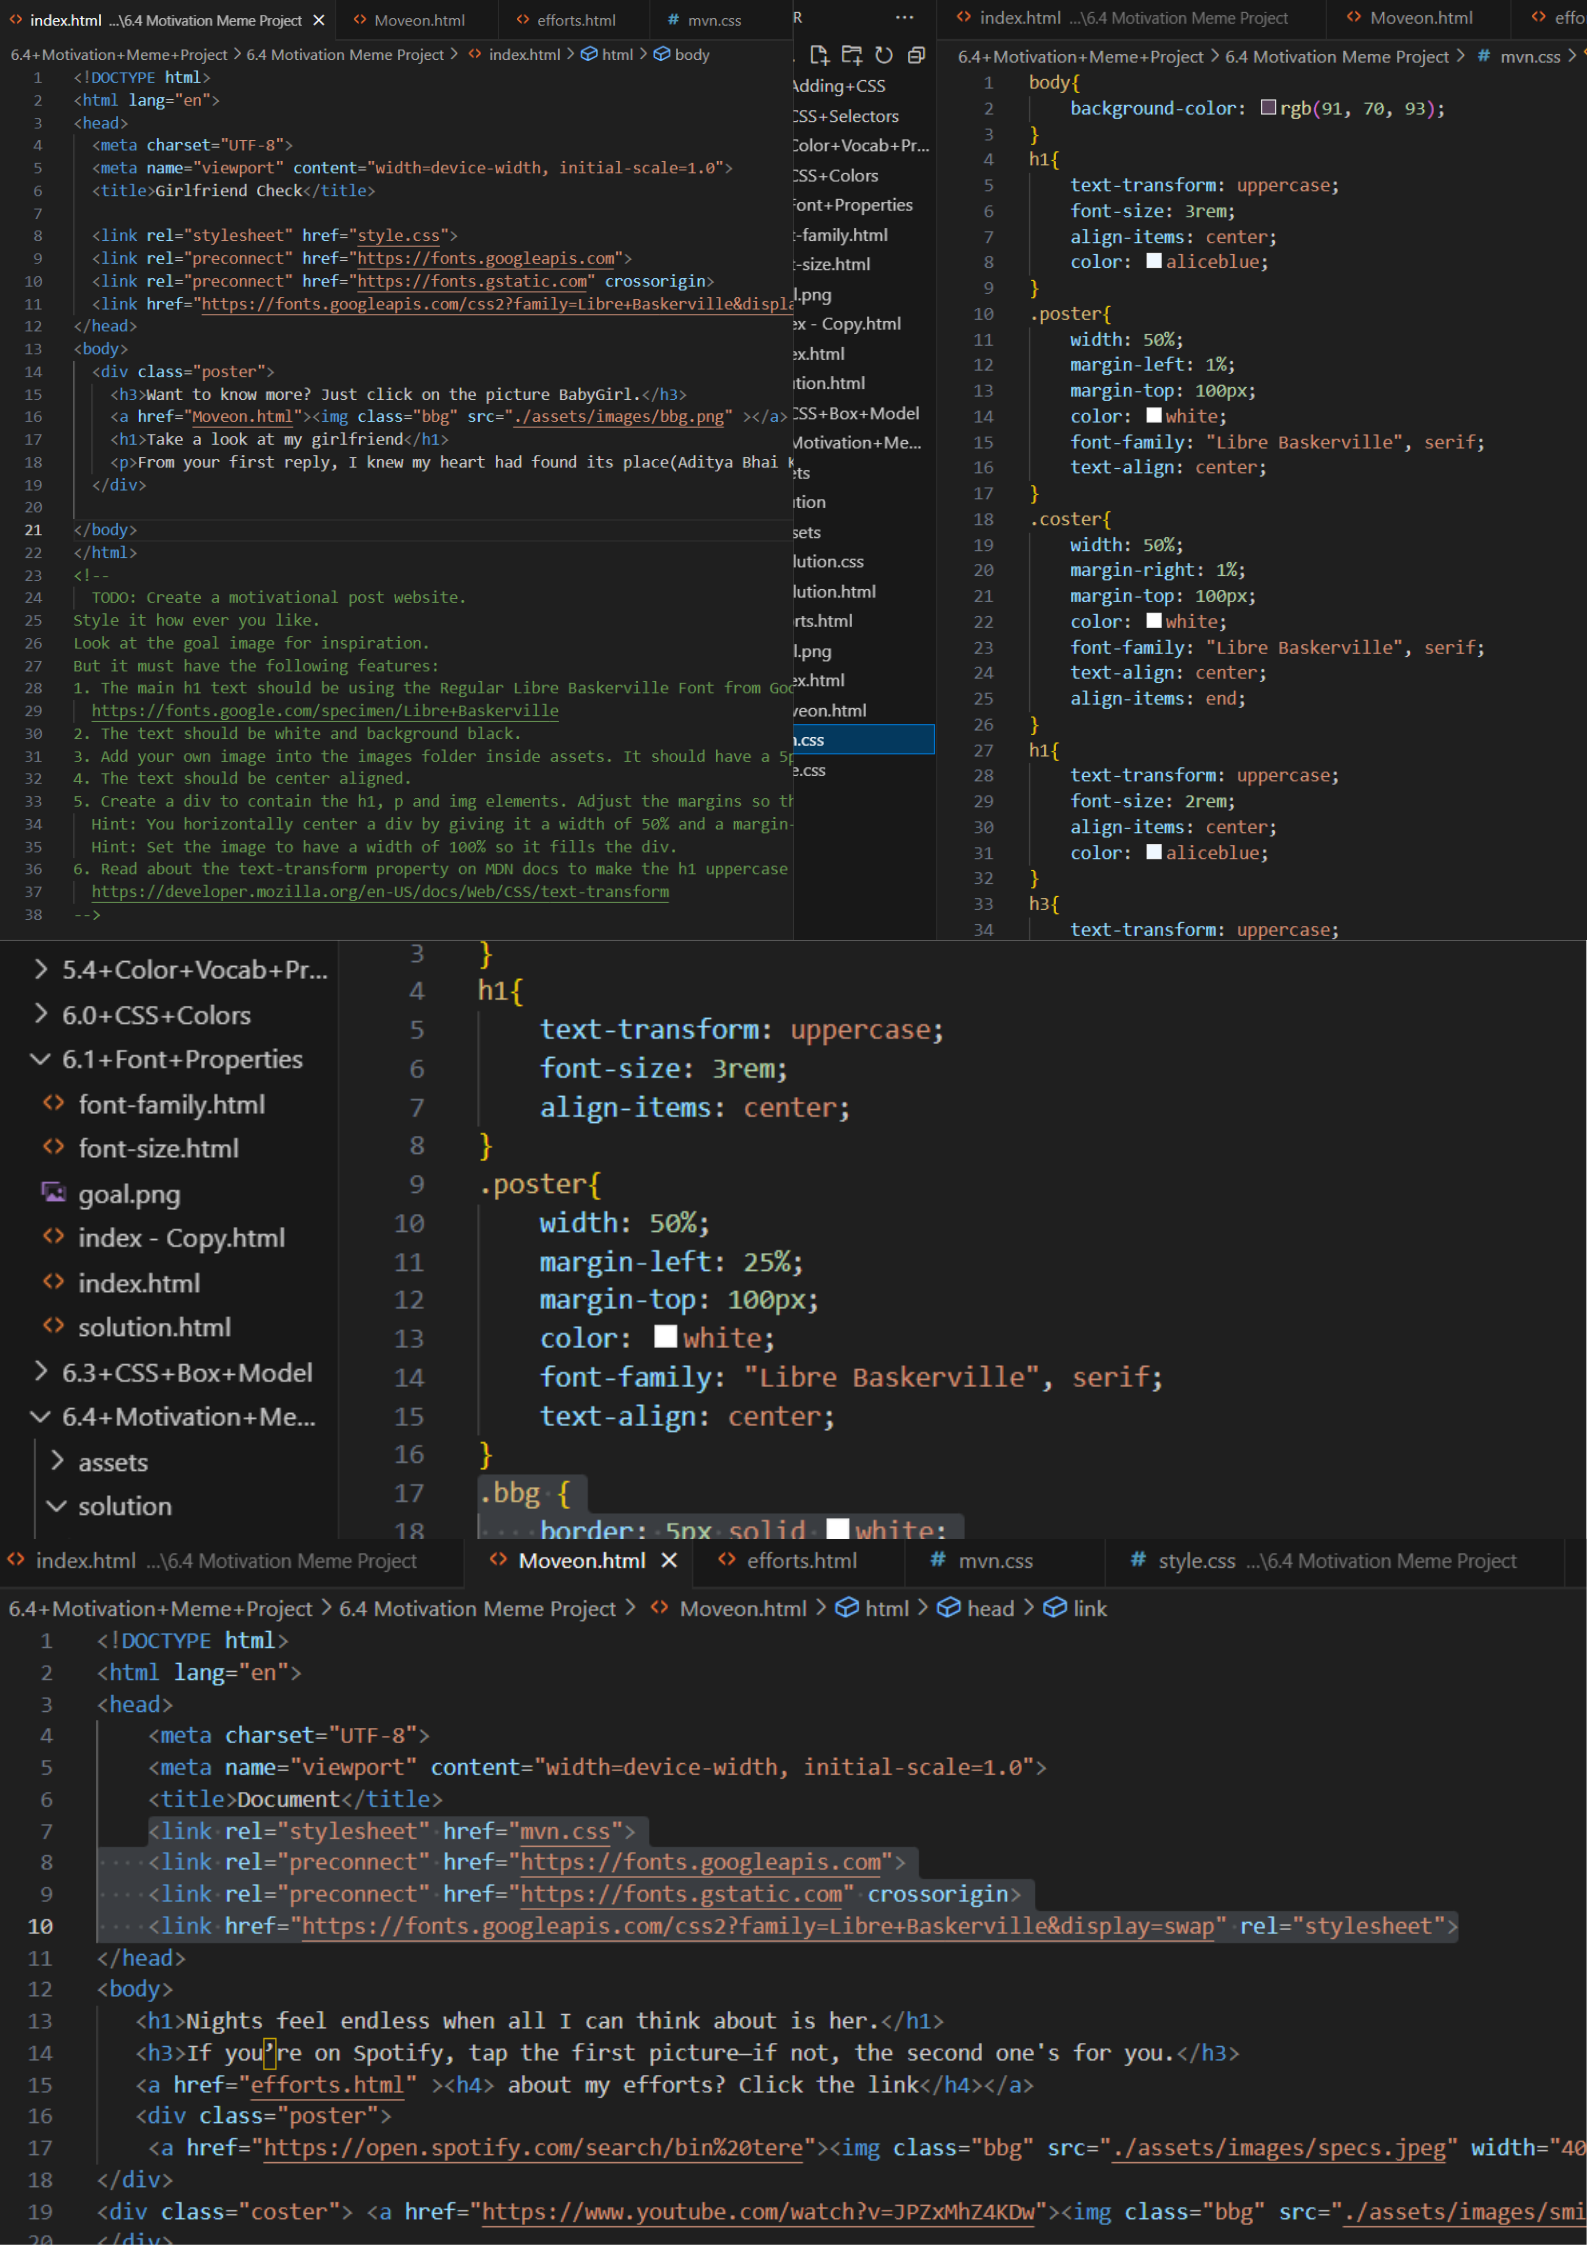 index.html ...\6.4 Motivation Meme Project
Moveon.html
efforts.html
mvn.css
6.4+Motivation+Meme+Project > 6.4 Motivation Meme Project > index.html > html > body
1 <!DOCTYPE html>
2 <html lang="en">
3 <head>
4 <meta charset="UTF-8">
5 <meta name="viewport" content="width=device-width, initial-scale=1.0">
6 <title>Girlfriend Check</title>
7
8 <link rel="stylesheet" href="style.css">
9 <link rel="preconnect" href="https://fonts.googleapis.com">
10 <link rel="preconnect" href="https://fonts.gstatic.com" crossorigin>
11 <link href="https://fonts.googleapis.com/css2?family=Libre+Baskerville&displa
12 </head>
13 <body>
14 <div class="poster">
15 <h3>Want to know more? Just click on the picture BabyGirl.</h3>
16 <a href="Moveon.html"><img class="bbg" src="./assets/images/bbg.png" ></a>
17 <h1>Take a look at my girlfriend</h1>
18 <p>From your first reply, I knew my heart had found its place(Aditya Bhai K
19 </div>
20
21 </body>
22 </html>
23 <!--
24 TODO: Create a motivational post website.
25 Style it how ever you like.
26 Look at the goal image for inspiration.
27 But it must have the following features:
28 1. The main h1 text should be using the Regular Libre Baskerville Font from Goo
29 https://fonts.google.com/specimen/Libre+Baskerville
30 2. The text should be white and background black.
31 3. Add your own image into the images folder inside assets. It should have a 5p
32 4. The text should be center aligned.
33 5. Create a div to contain the h1, p and img elements. Adjust the margins so th
34 Hint: You horizontally center a div by giving it a width of 50% and a margin-
35 Hint: Set the image to have a width of 100% so it fills the div.
36 6. Read about the text-transform property on MDN docs to make the h1 uppercase
37 https://developer.mozilla.org/en-US/docs/Web/CSS/text-transform
38 -->
R ...
Adding+CSS
CSS+Selectors
Color+Vocab+Pr...
CSS+Colors
Font+Properties
t-family.html
t-size.html
l.png
ex - Copy.html
ex.html
ution.html
CSS+Box+Model
Motivation+Me...
ets
ution
sets
lution.css
lution.html
orts.html
l.png
ex.html
veon.html
n.css
e.css
index.html ...\6.4 Motivation Meme Project
Moveon.html
effo
6.4+Motivation+Meme+Project > 6.4 Motivation Meme Project > # mvn.css >
1 body{
2 background-color: rgb(91, 70, 93);
3 }
4 h1{
5 text-transform: uppercase;
6 font-size: 3rem;
7 align-items: center;
8 color: aliceblue;
9 }
10 .poster{
11 width: 50%;
12 margin-left: 1%;
13 margin-top: 100px;
14 color: white;
15 font-family: "Libre Baskerville", serif;
16 text-align: center;
17 }
18 .coster{
19 width: 50%;
20 margin-right: 1%;
21 margin-top: 100px;
22 color: white;
23 font-family: "Libre Baskerville", serif;
24 text-align: center;
25 align-items: end;
26 }
27 h1{
28 text-transform: uppercase;
29 font-size: 2rem;
30 align-items: center;
31 color: aliceblue;
32 }
33 h3{
34 text-transform: uppercase;
> 5.4+Color+Vocab+Pr...
> 6.0+CSS+Colors
6.1+Font+Properties
font-family.html
font-size.html
goal.png
index - Copy.html
index.html
solution.html
> 6.3+CSS+Box+Model
6.4+Motivation+Me...
> assets
solution
3 }
4 h1{
5 text-transform: uppercase;
6 font-size: 3rem;
7 align-items: center;
8 }
9 .poster{
10 width: 50%;
11 margin-left: 25%;
12 margin-top: 100px;
13 color: white;
14 font-family: "Libre Baskerville", serif;
15 text-align: center;
16 }
17 .bbg {
18 border: 5px solid white;
index.html ...\6.4 Motivation Meme Project
Moveon.html
efforts.html
# mvn.css
# style.css ...\6.4 Motivation Meme Project
6.4+Motivation+Meme+Project > 6.4 Motivation Meme Project > Moveon.html > html > head > link
1 <!DOCTYPE html>
2 <html lang="en">
3 <head>
4 <meta charset="UTF-8">
5 <meta name="viewport" content="width=device-width, initial-scale=1.0">
6 <title>Document</title>
7 <link rel="stylesheet" href="mvn.css">
8 <link rel="preconnect" href="https://fonts.googleapis.com">
9 <link rel="preconnect" href="https://fonts.gstatic.com" crossorigin>
10 <link href="https://fonts.googleapis.com/css2?family=Libre+Baskerville&display=swap" rel="stylesheet">
11 </head>
12 <body>
13 <h1>Nights feel endless when all I can think about is her.</h1>
14 <h3>If you’re on Spotify, tap the first picture—if not, the second one's for you.</h3>
15 <a href="efforts.html" ><h4> about my efforts? Click the link</h4></a>
16 <div class="poster">
17 <a href="https://open.spotify.com/search/bin%20tere"><img class="bbg" src="./assets/images/specs.jpeg" width="40
18 </div>
19 <div class="coster"> <a href="https://www.youtube.com/watch?v=JPZxMhZ4KDw"><img class="bbg" src="./assets/images/smi
20 </div>